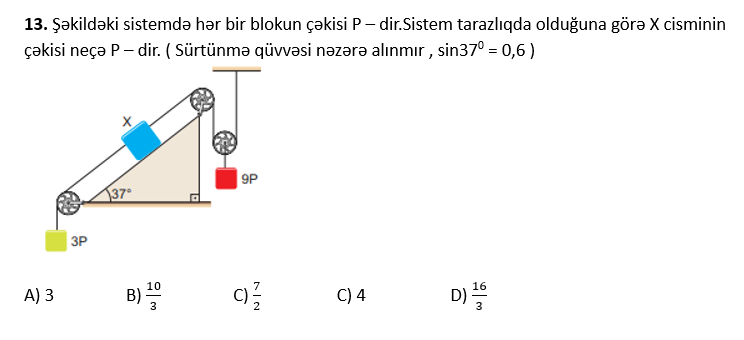 13. Şəkildəki sistemdə hər bir blokun çəkisi P – dir.Sistem tarazlıqda olduğuna görə X cisminin
çəkisi neçə P – dir. ( Sürtünmə qüvvəsi nəzərə alınmır , sin37⁰ = 0,6 )
X
37°
9P
3P
A) 3 B) 10/3 C) 7/2 C) 4 D) 16/3